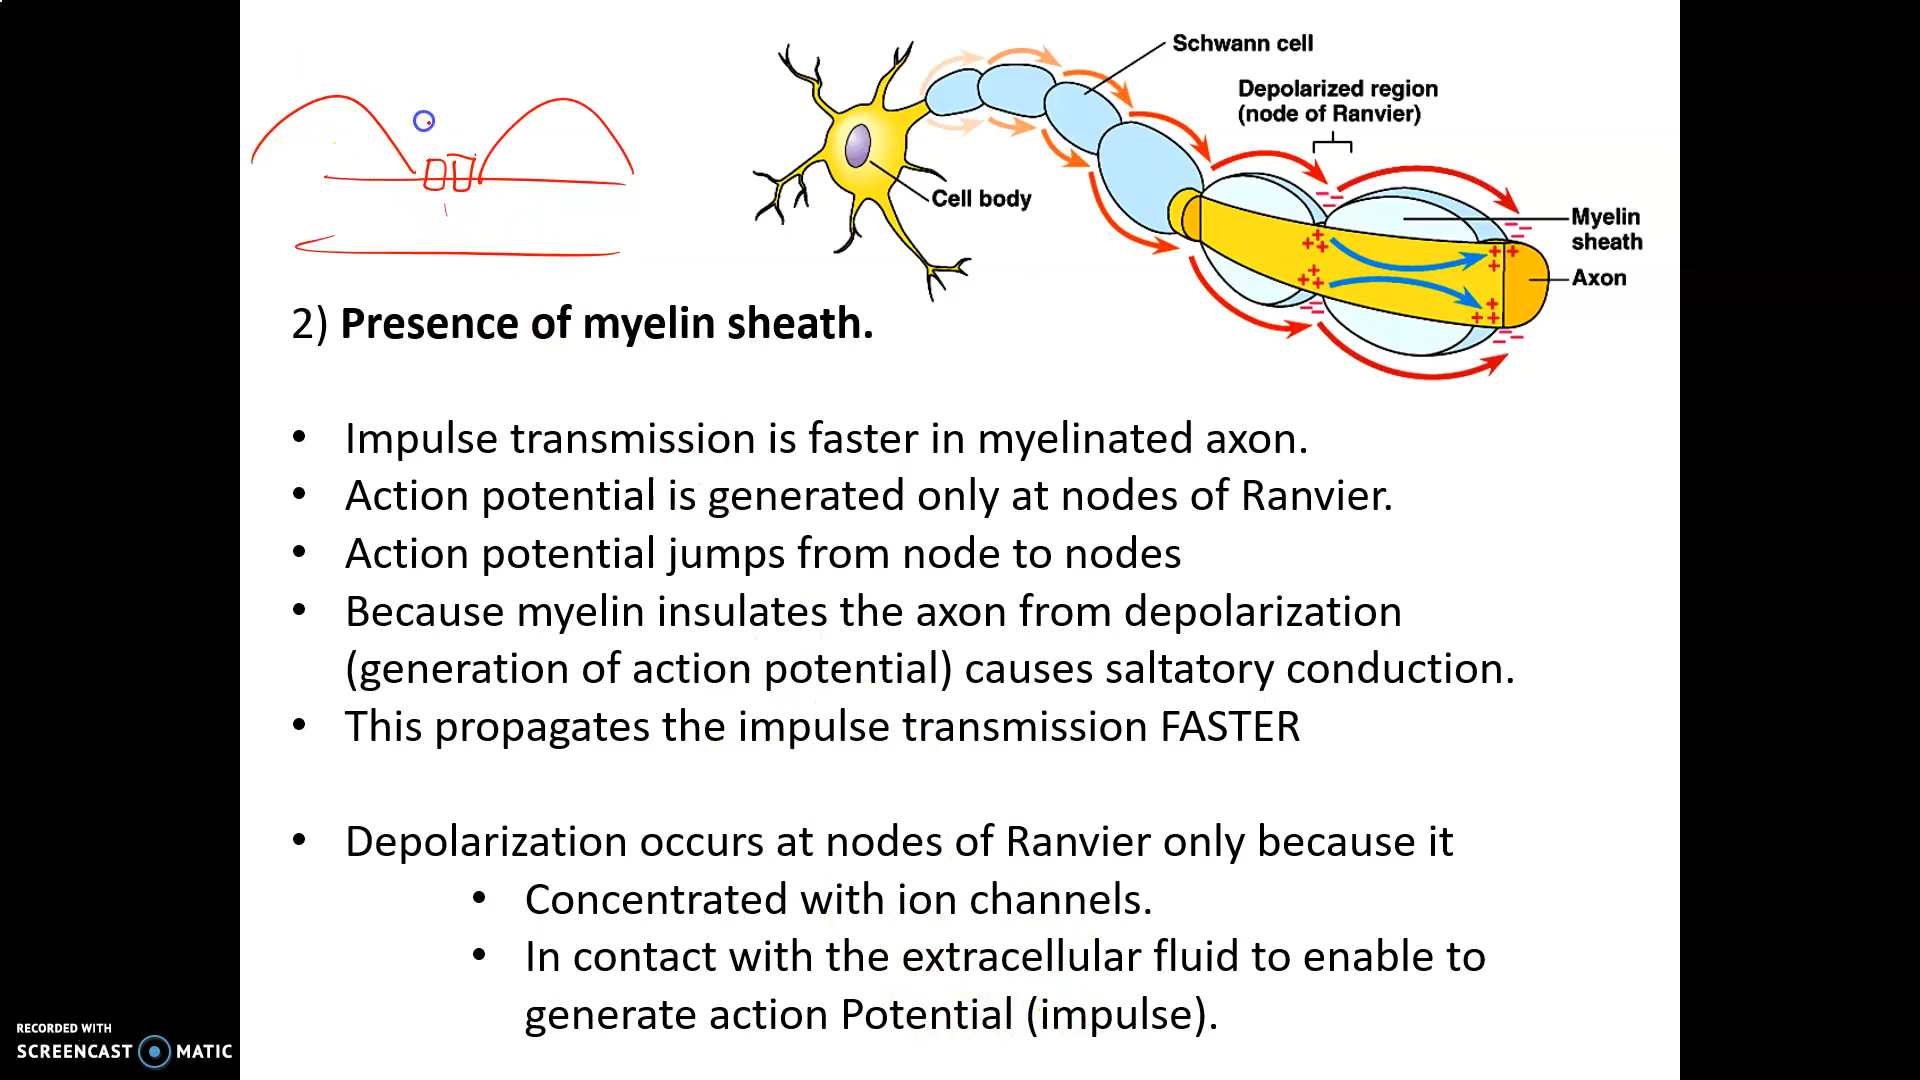 Schwann cell
Depolarized region
(node of Ranvier)
Cell body
Myelin
sheath
Axon
2) Presence of myelin sheath.
• Impulse transmission is faster in myelinated axon.
• Action potential is generated only at nodes of Ranvier.
• Action potential jumps from node to nodes
• Because myelin insulates the axon from depolarization
(generation of action potential) causes saltatory conduction.
• This propagates the impulse transmission FASTER
• Depolarization occurs at nodes of Ranvier only because it
• Concentrated with ion channels.
• In contact with the extracellular fluid to enable to
generate action Potential (impulse).
RECORDED WITH
SCREENCAST MATIC